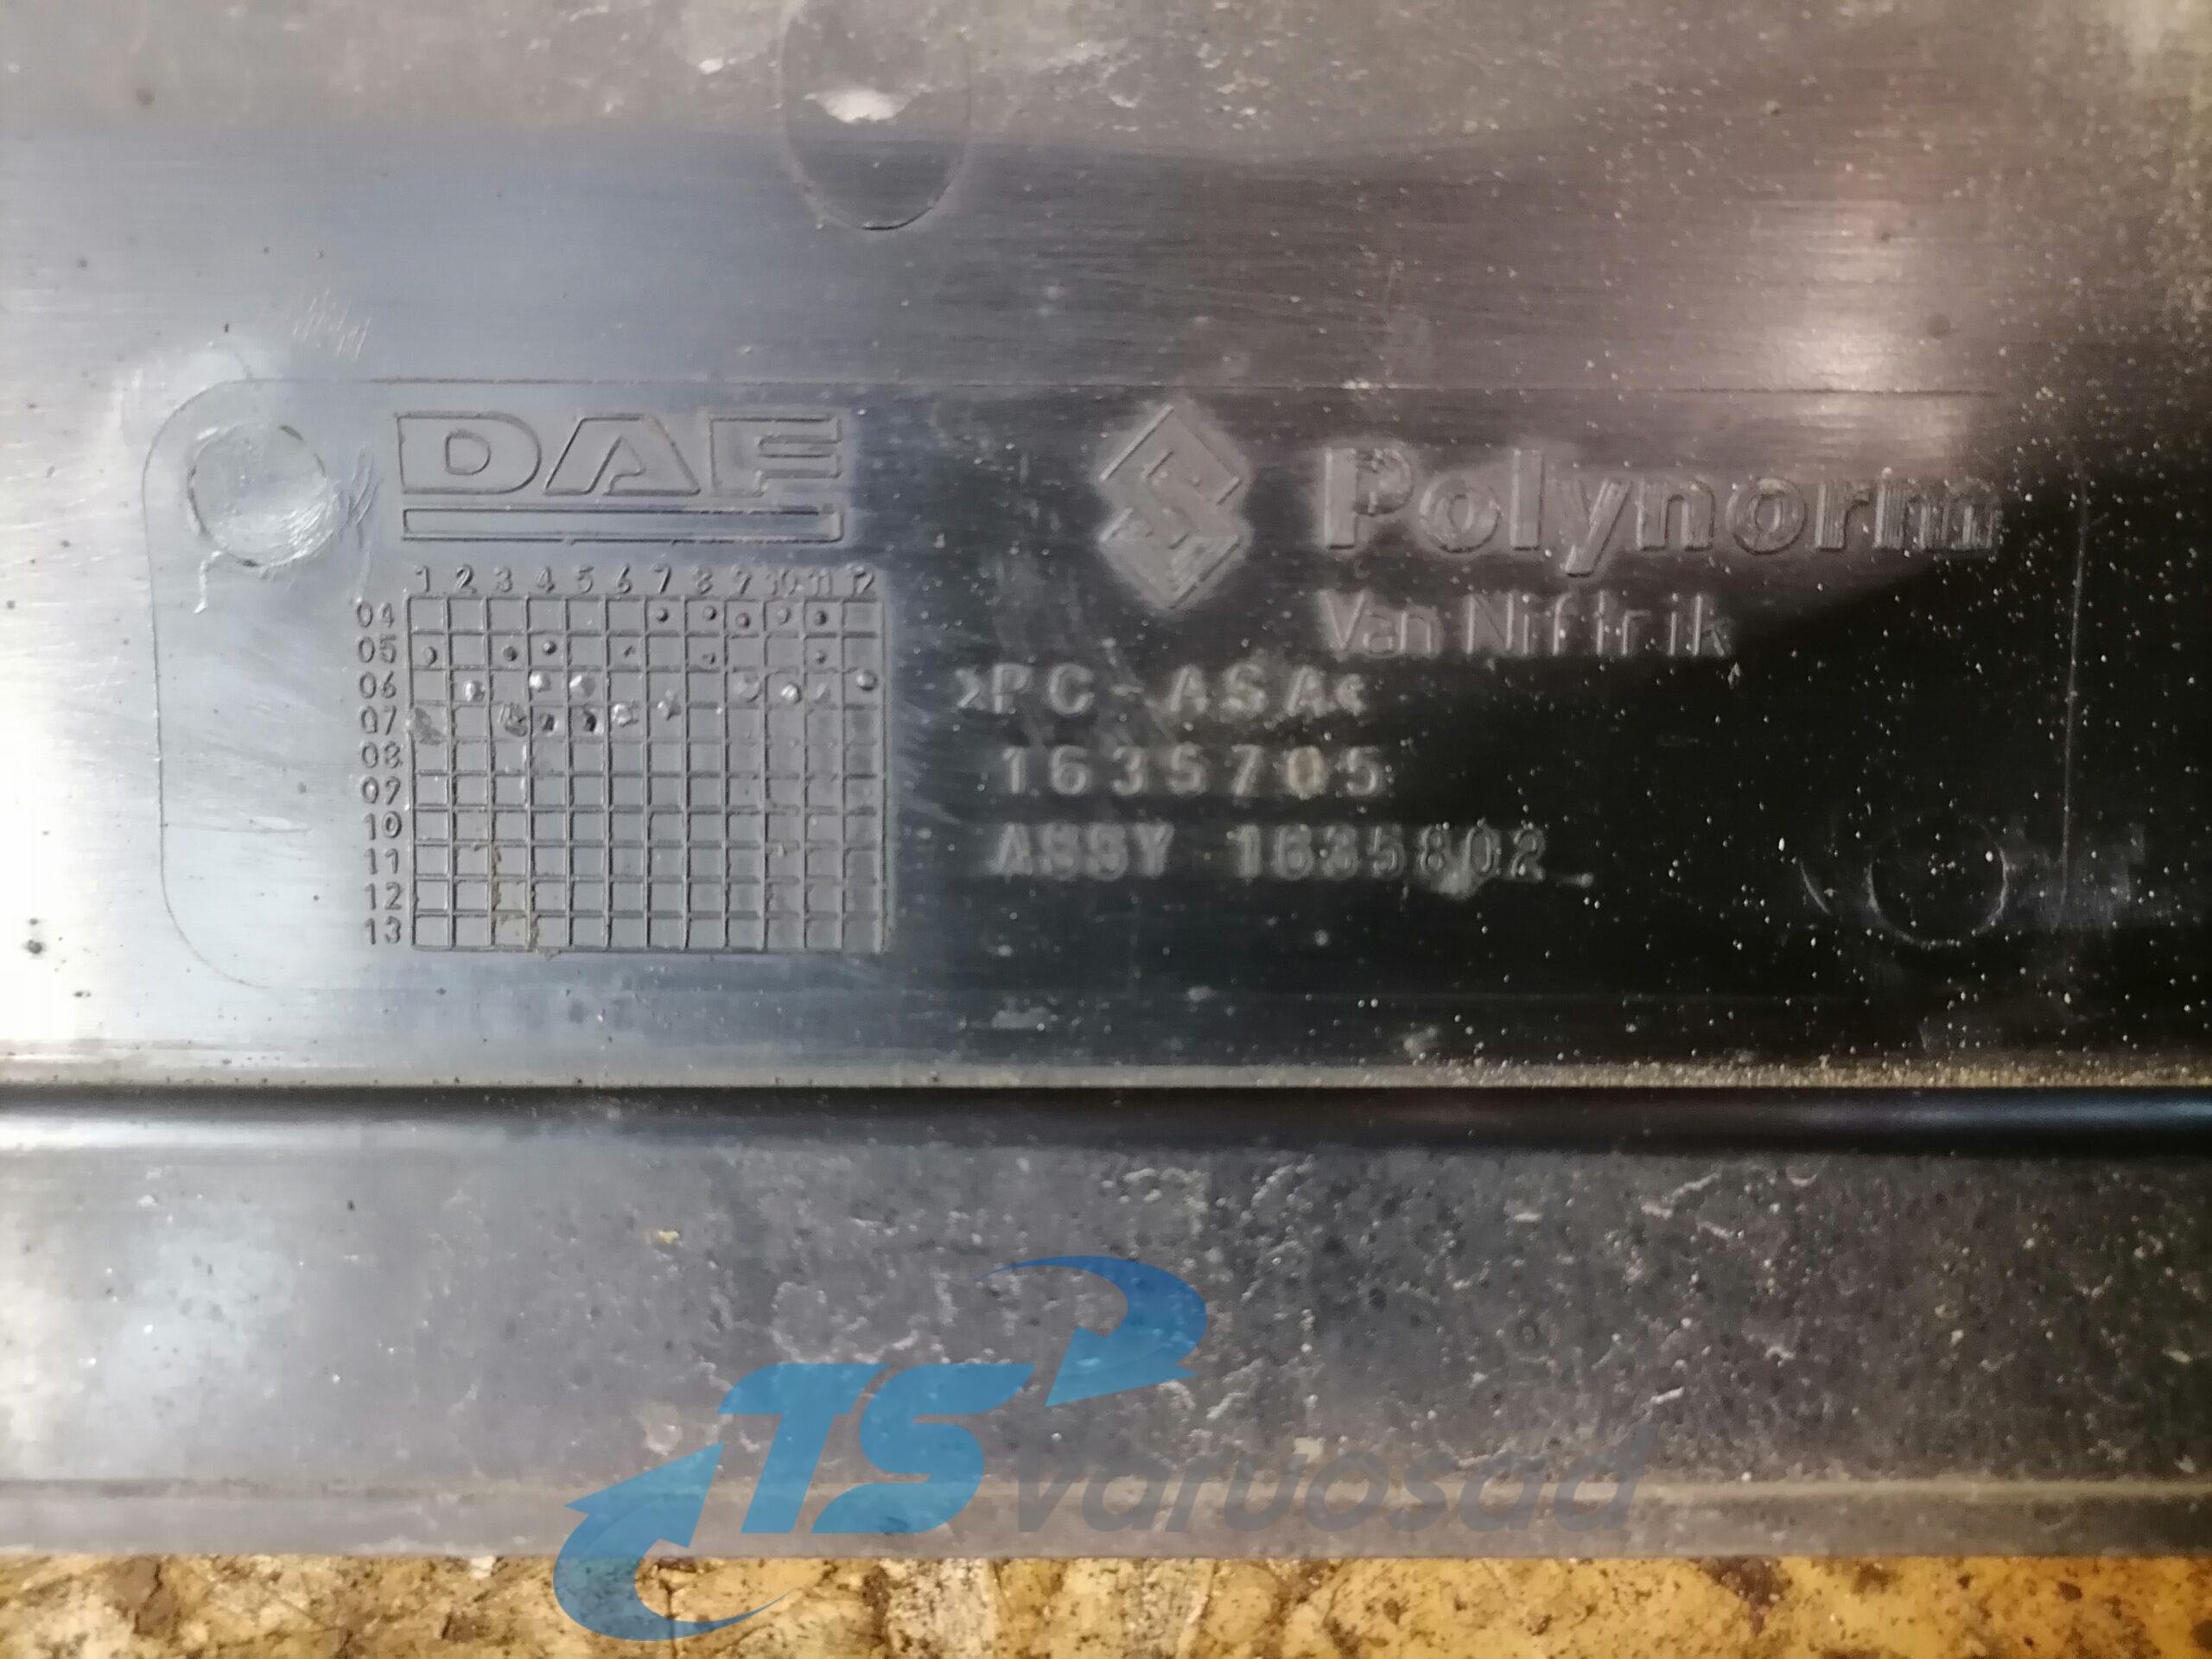 DAF
Polynorm
Van Niftrik
1 2 3 4 5 6 7 8 9 10 11 12
04
05
06
07
08
09
10
11
12
13
>PC-ASA<
1635705
ASSY 1635802
TS varuosad